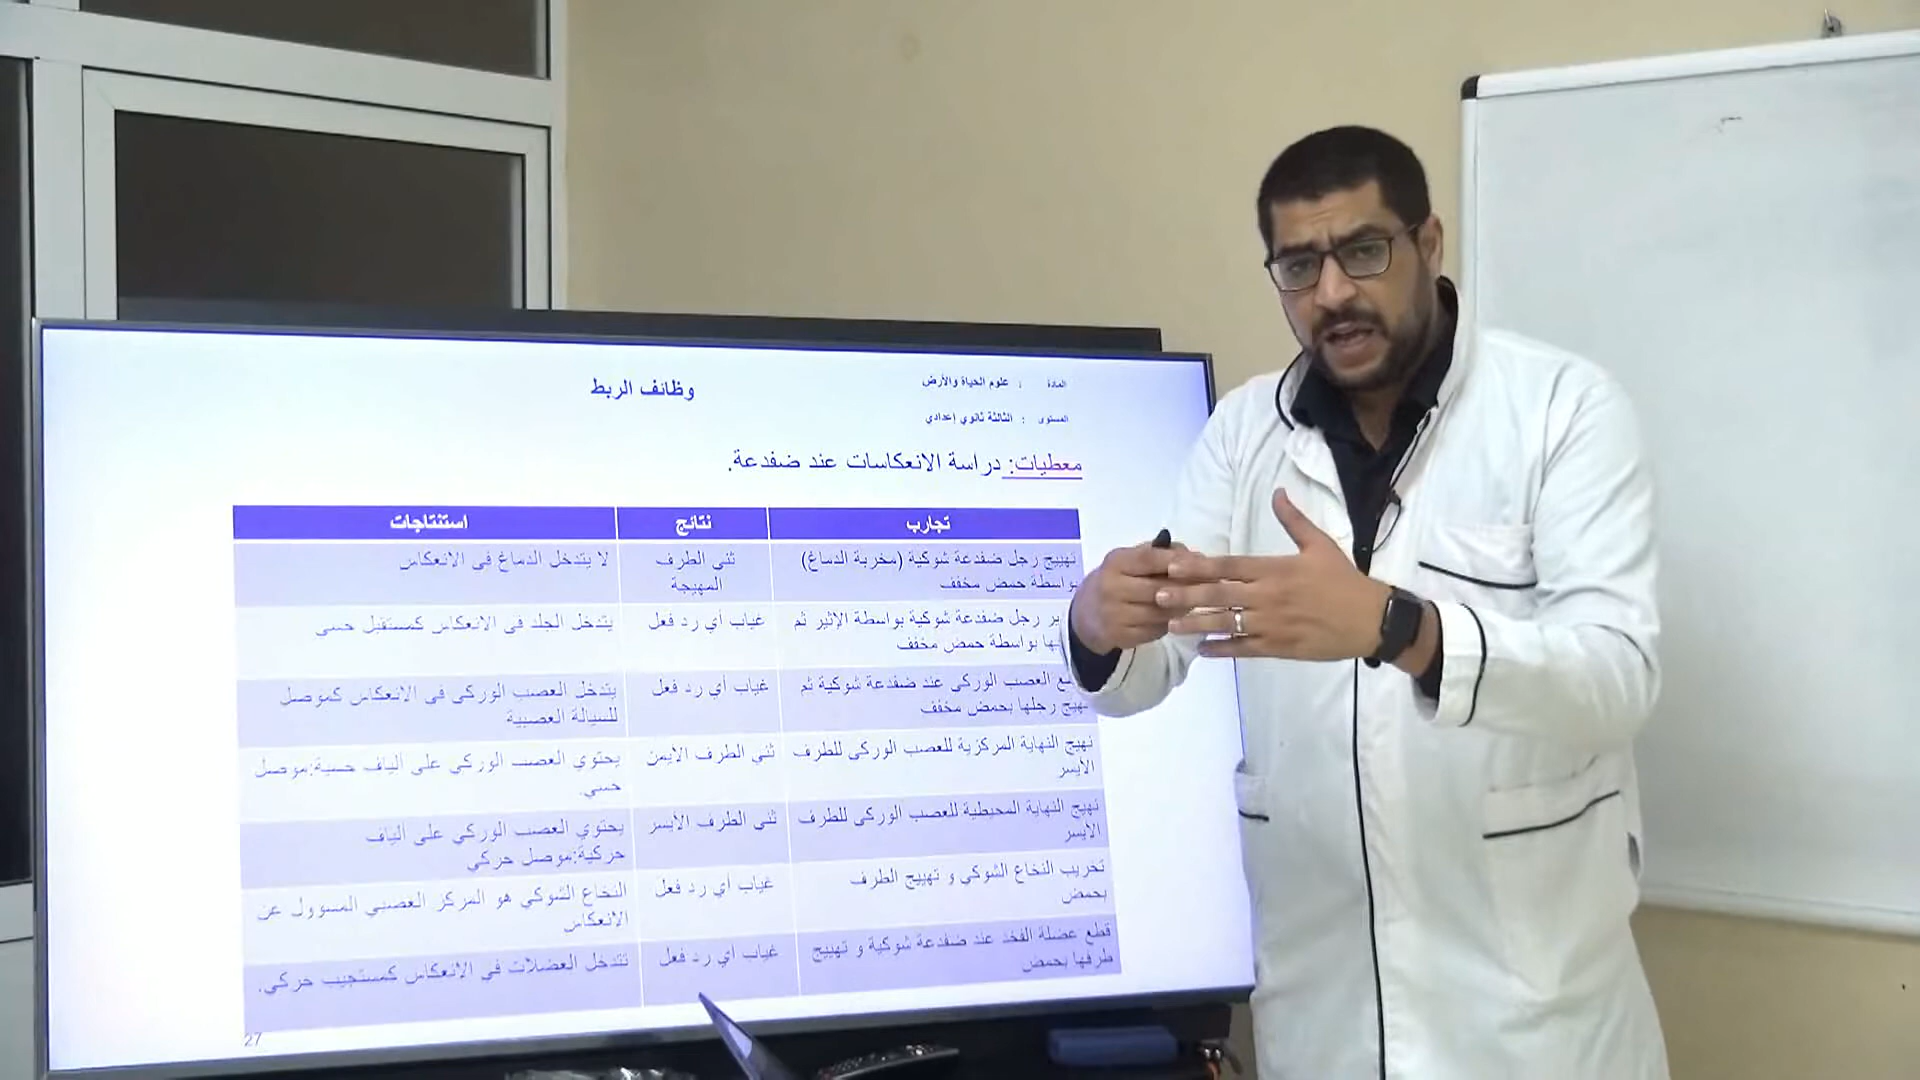 المادة : علوم الحياة والأرض
وظائف الربط
المستوى : الثالثة ثانوي إعدادي
معطيات: دراسة الانعكاسات عند ضفدعة.
تجارب نتائج استنتاجات
تهييج رجل ضفدعة شوكية (مخربة الدماغ)
بواسطة حمض مخفف
ثني الطرف
المهيجة
لا يتدخل الدماغ في الانعكاس
رجل ضفدعة شوكية بواسطة الإثير ثم
بواسطة حمض مخفف
غياب أي رد فعل
يتدخل الجلد في الانعكاس كمستقبل حسي
العصب الوركي عند ضفدعة شوكية ثم
تهييج رجلها بحمض مخفف
غياب أي رد فعل
يتدخل العصب الوركي في الانعكاس كموصل
للسيالة العصبية
تهيج النهاية المركزية للعصب الوركي للطرف
الأيسر
ثني الطرف الأيمن
يحتوي العصب الوركي على ألياف حسية:موصل
حسي.
تهيج النهاية المحيطية للعصب الوركي للطرف
الأيسر
ثني الطرف الأيسر
يحتوي العصب الوركي على ألياف
حركية:موصل حركي
تخريب النخاع الشوكي و تهييج الطرف
بحمض
غياب أي رد فعل
النخاع الشوكي هو المركز العصبي المسؤول عن
الانعكاس
قطع عضلة الفخد عند ضفدعة شوكية و تهييج
طرفها بحمض
غياب أي رد فعل
تتدخل العضلات في الانعكاس كمستجيب حركي.
27